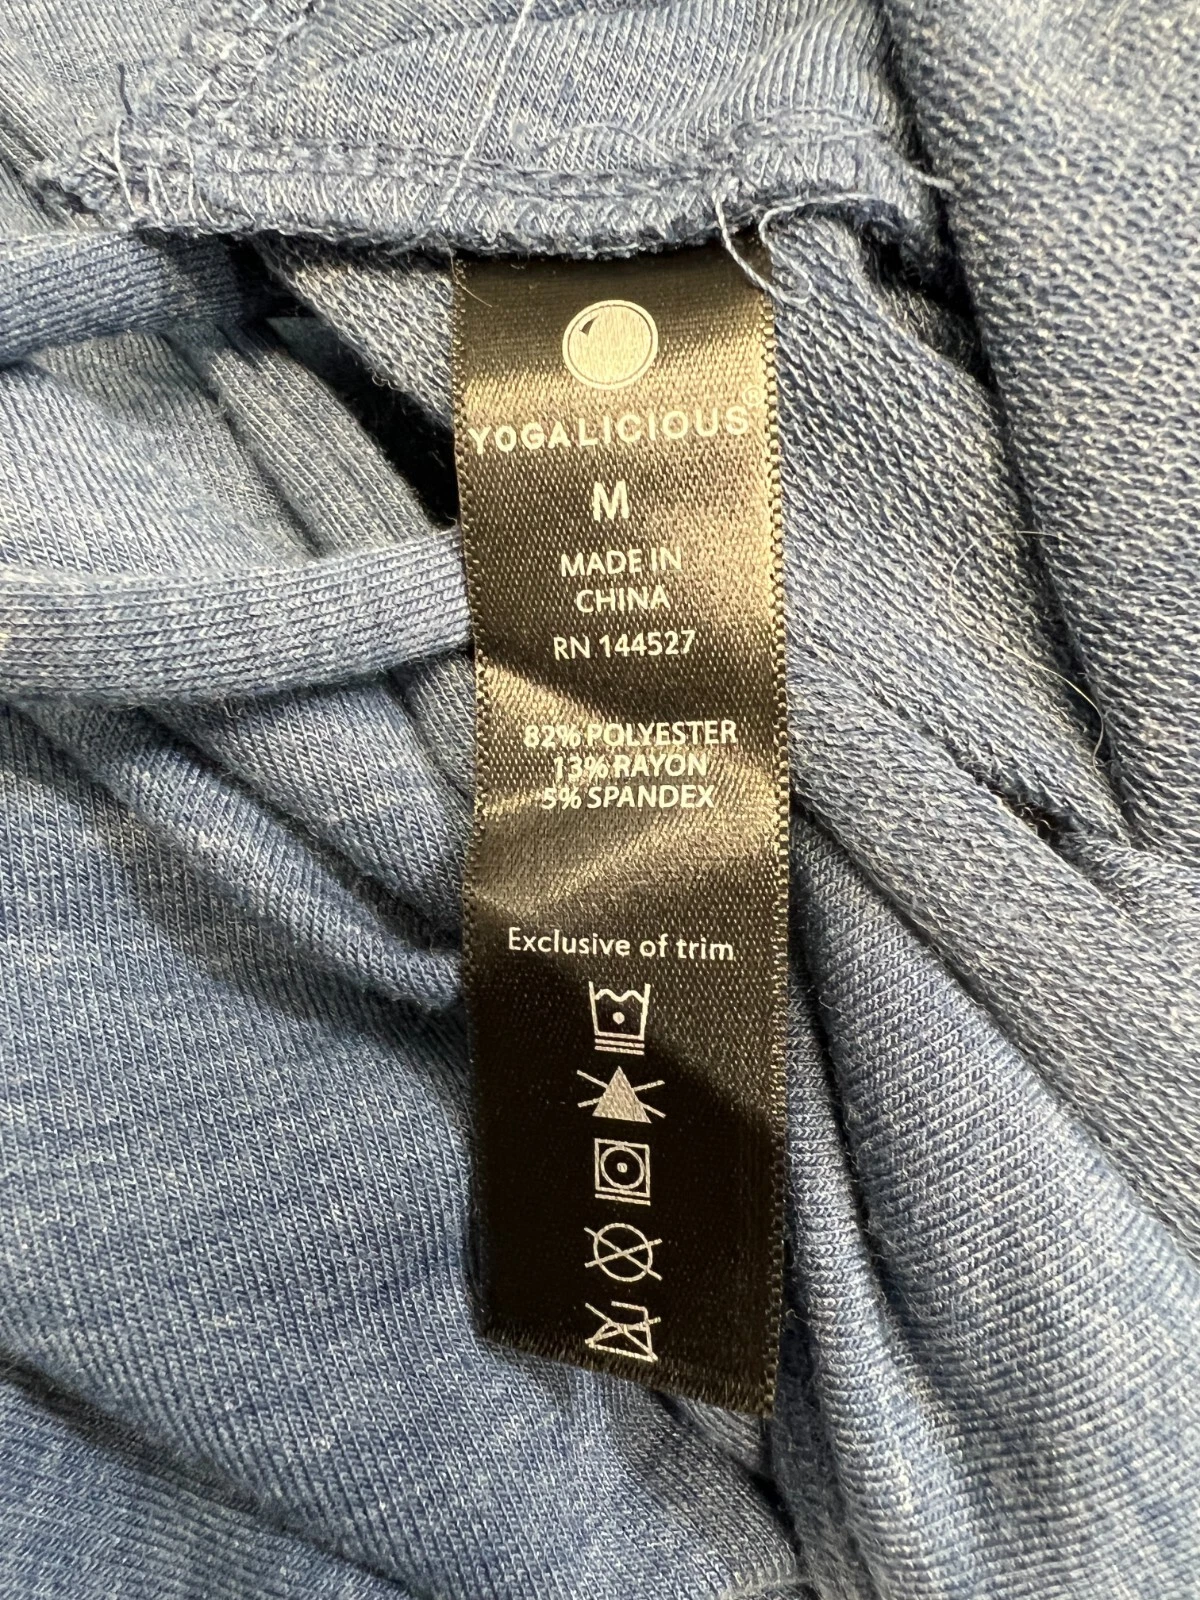 YOGALICIOUS®
M
MADE IN
CHINA
RN 144527
82% POLYESTER
13% RAYON
5% SPANDEX
Exclusive of trim